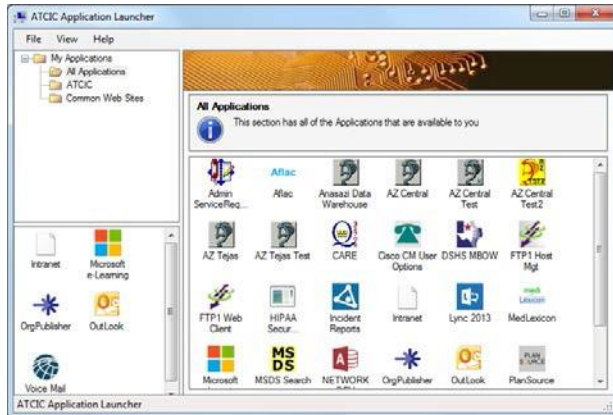 ATCIC Application Launcher
File View Help
My Applications
All Applications
ATCIC
Common Web Sites
All Applications
This section has all of the Applications that are available to you
Admin ServiceReq...
Aflac
Aflac
Anasazi Data Warehouse
AZ Central
AZ Central Test
AZ Central Test2
AZ Tejas
AZ Tejas Test
CARE
Cisco CM User Options
DSHS MBOW
FTP1 Host Mgt
FTP1 Web Client
HIPAA Secur...
Incident Reports
Intranet
Lync 2013
medi Lexicon
MedLexicon
Microsoft
MS DS
MSDS Search
NETWORK
OrgPublisher
OutLook
PLAN SOURCE
PlanSource
Intranet
Microsoft e-Learning
OrgPublisher
OutLook
Voice Mail
ATCIC Application Launcher